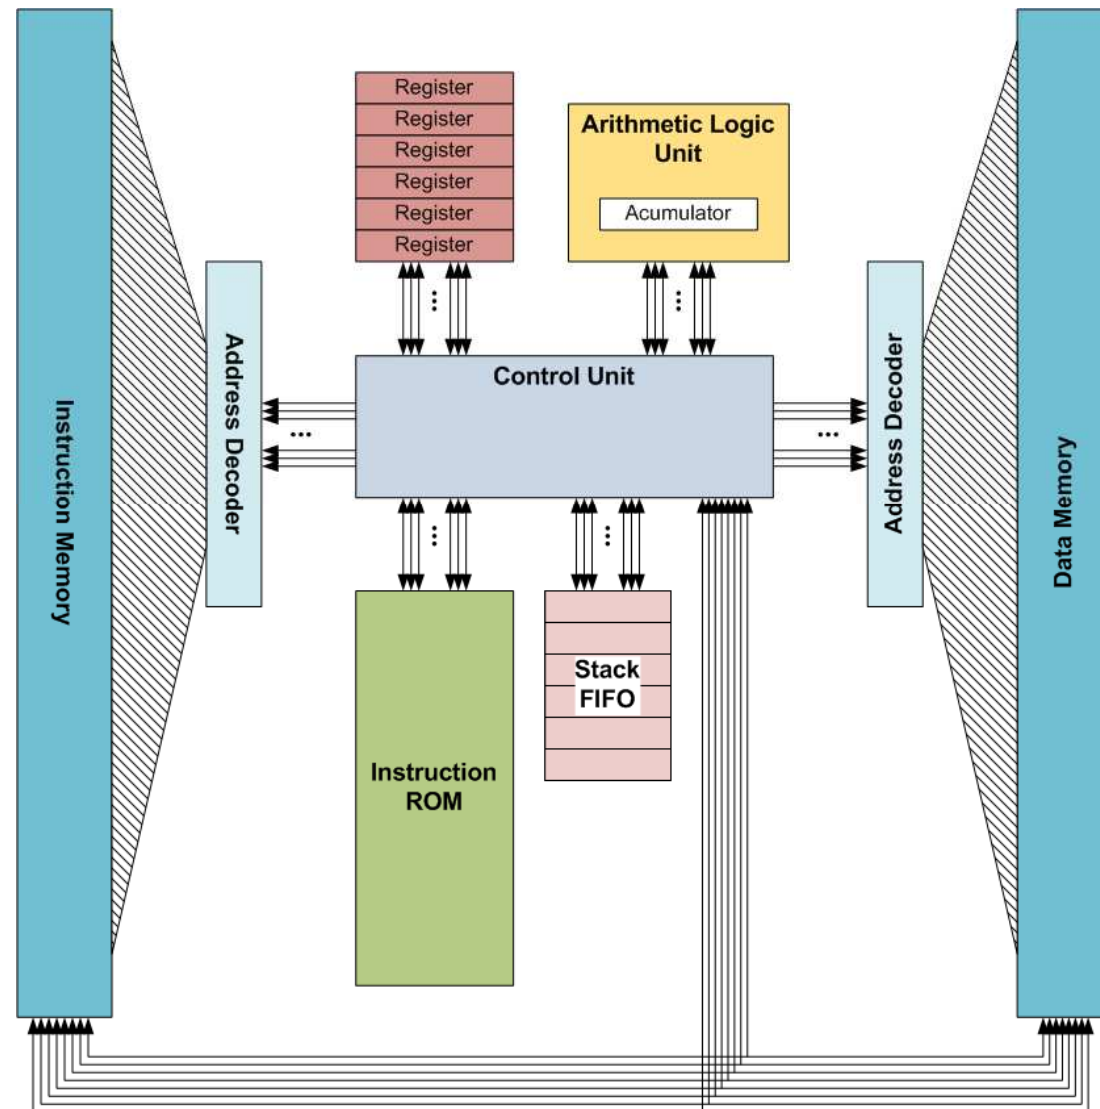 Register
Register
Register
Register
Register
Register
Arithmetic Logic
Unit
Acumulator
Control Unit
...
...
...
...
...
...
Instruction Memory
Address Decoder
Address Decoder
Data Memory
Instruction
ROM
Stack
FIFO